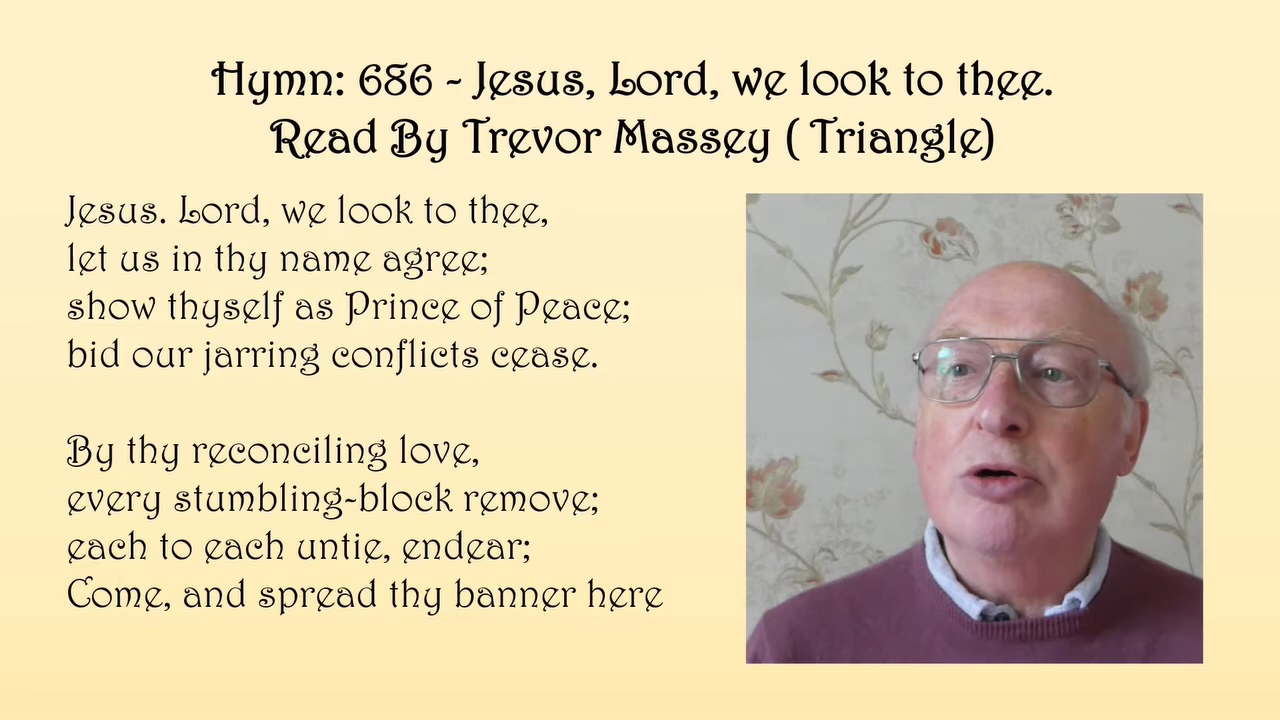 Hymn: 686 - Jesus, Lord, we look to thee.
Read By Trevor Massey ( Triangle)
Jesus. Lord, we look to thee,
let us in thy name agree;
show thyself as Prince of Peace;
bid our jarring conflicts cease.
By thy reconciling love,
every stumbling-block remove;
each to each untie, endear;
Come, and spread thy banner here